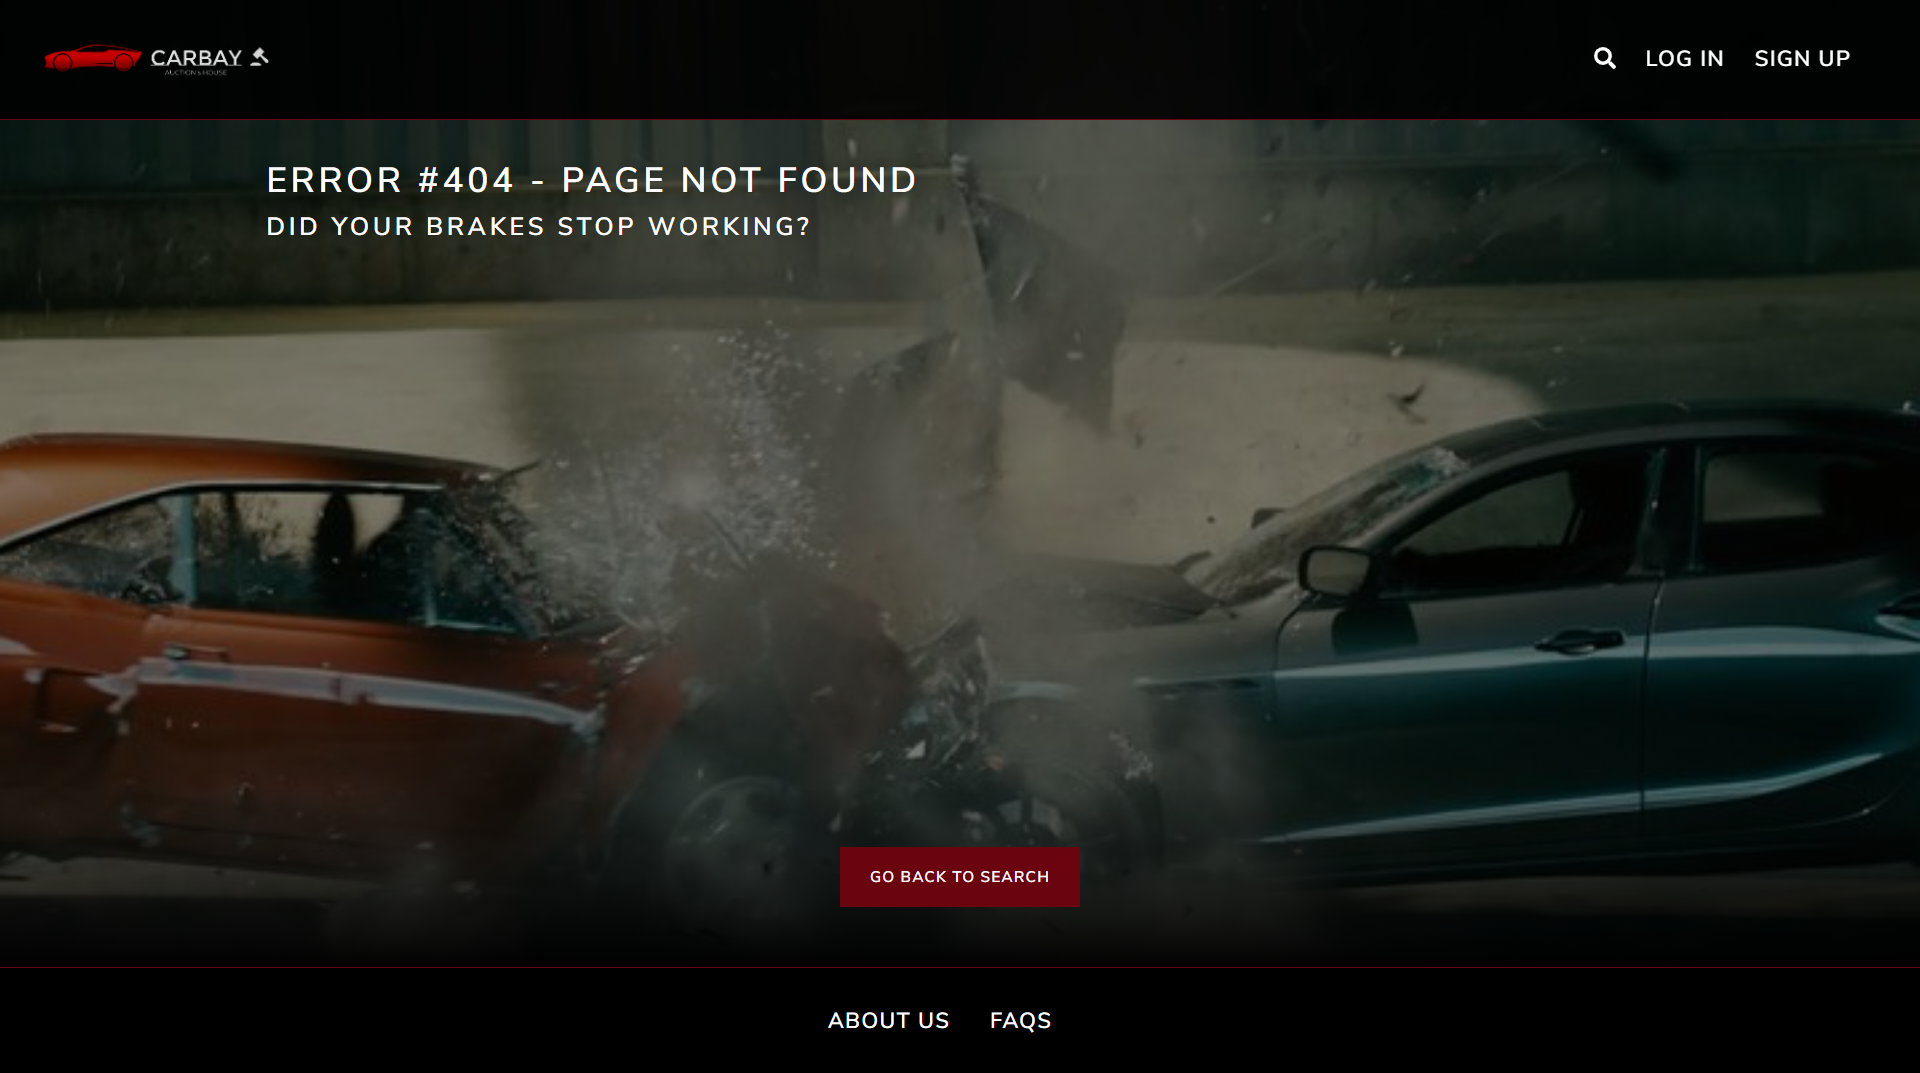 CARBAY
AUCTION's HOUSE
LOG IN
SIGN UP
ERROR #404 - PAGE NOT FOUND
DID YOUR BRAKES STOP WORKING?
GO BACK TO SEARCH
ABOUT US
FAQS